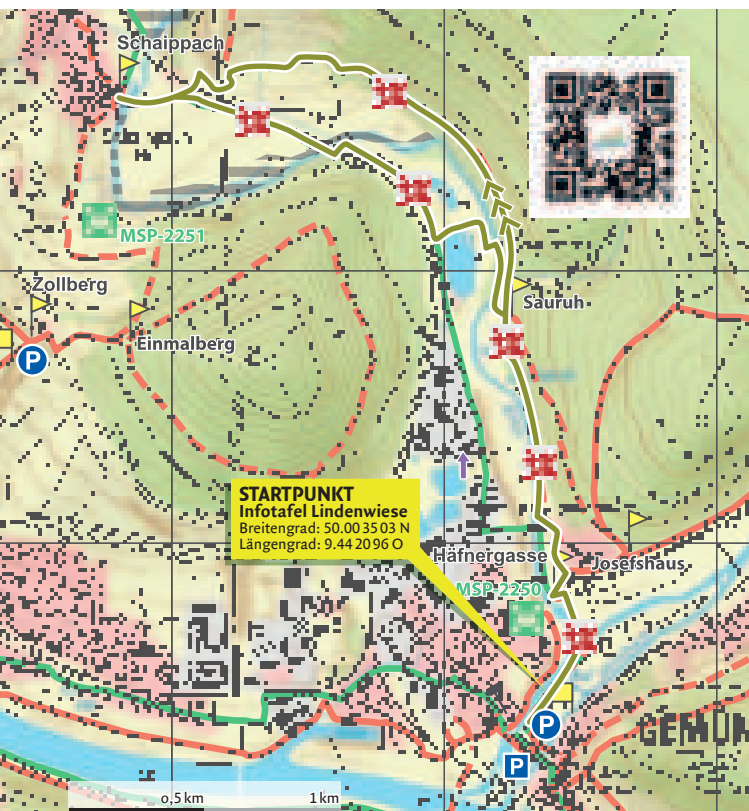 Schaippach
MSP-2251
Zollberg
Sauruh
Einmalberg
P
STARTPUNKT
Infotafel Lindenwiese
Breitengrad: 50.003503 N
Längengrad: 9.442096 O
Häfnergasse
Josefshaus
MSP-2250
P
GEMÜN
P
0,5 km
1 km